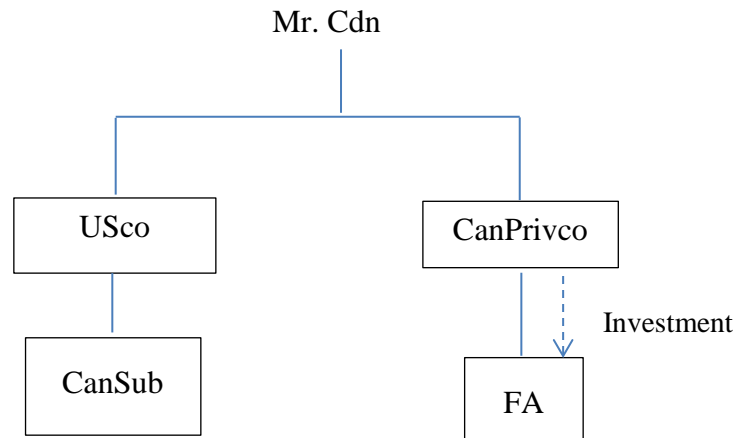 Mr. Cdn
USco
CanPrivco
Investment
CanSub
FA